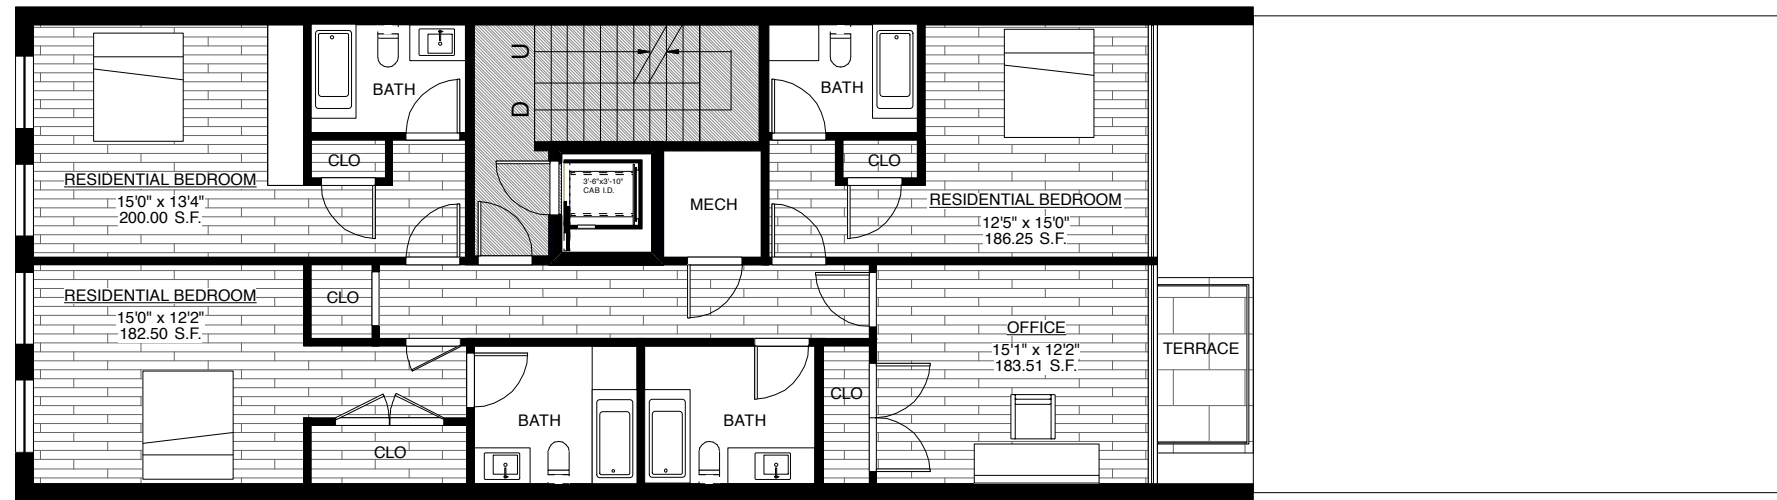 BATH
CLO
RESIDENTIAL BEDROOM
15'0" x 13'4"
200.00 S.F.
U
D
3'-6"x3'-10"
CAB I.D.
MECH
BATH
CLO
RESIDENTIAL BEDROOM
12'5" x 15'0"
186.25 S.F.
RESIDENTIAL BEDROOM
15'0" x 12'2"
182.50 S.F.
CLO
CLO
BATH
BATH
CLO
OFFICE
15'1" x 12'2"
183.51 S.F.
TERRACE